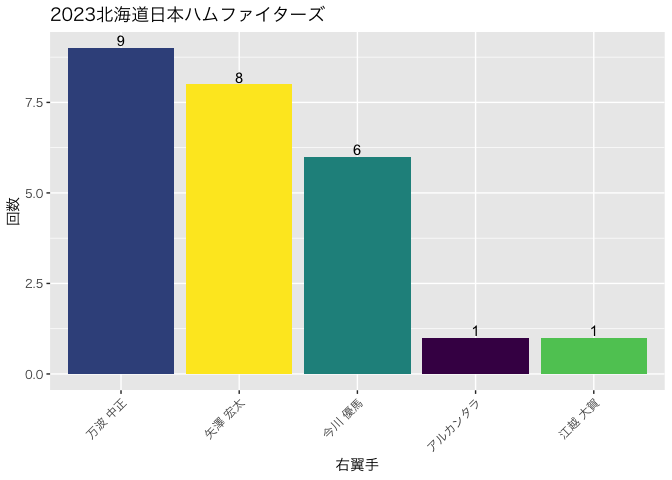 2023北海道日本ハムファイターズ
回数
7.5
5.0
2.5
0.0
9
8
6
1
1
万波 中正
矢澤 宏太
今川 優馬
アルカンタラ
江越 大賀
右翼手